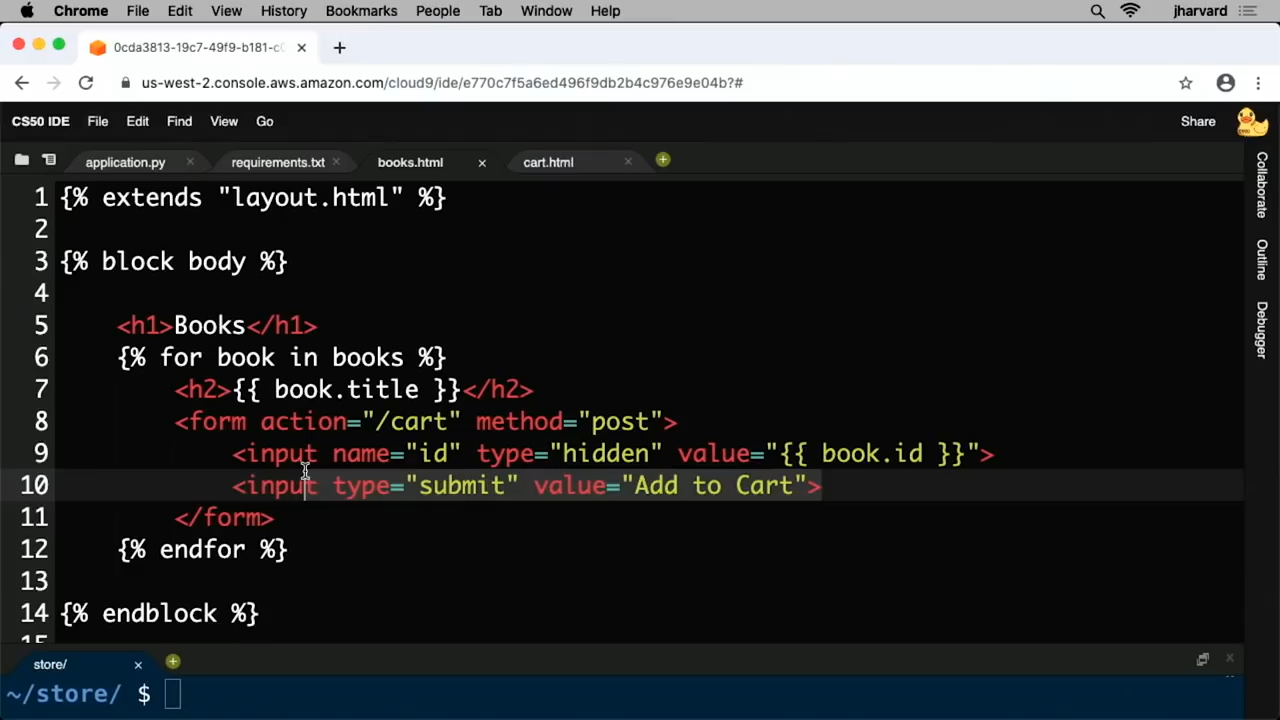 Chrome File Edit View History Bookmarks People Tab Window Help jharvard
0cda3813-19c7-49f9-b181-c
us-west-2.console.aws.amazon.com/cloud9/ide/e770c7f5a6ed496f9db2b4c976e9e04b?#
CS50 IDE File Edit Find View Go Share
application.py requirements.txt books.html cart.html
1 {% extends "layout.html" %}
2
3 {% block body %}
4
5 <h1>Books</h1>
6 {% for book in books %}
7 <h2>{{ book.title }}</h2>
8 <form action="/cart" method="post">
9 <input name="id" type="hidden" value="{{ book.id }}">
10 <input type="submit" value="Add to Cart">
11 </form>
12 {% endfor %}
13
14 {% endblock %}
15
Collaborate
Outline
Debugger
store/
~/store/ $